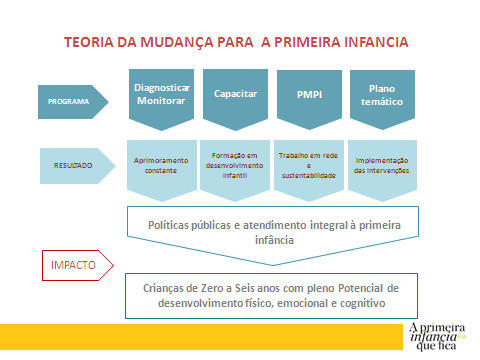 TEORIA DA MUDANÇA PARA A PRIMEIRA INFANCIA
PROGRAMA
Diagnosticar
Monitorar
Capacitar
PMPI
Plano
temático
RESULTADO
Aprimoramento
constante
Formação em
desenvolvimento
Infantil
Trabalho em rede
e
sustentabilidade
Implementação
das Intervenções
Políticas públicas e atendimento integral à primeira
infância
IMPACTO
Crianças de Zero a Seis anos com pleno Potencial de
desenvolvimento físico, emocional e cognitivo
A primeira
infância
que fica